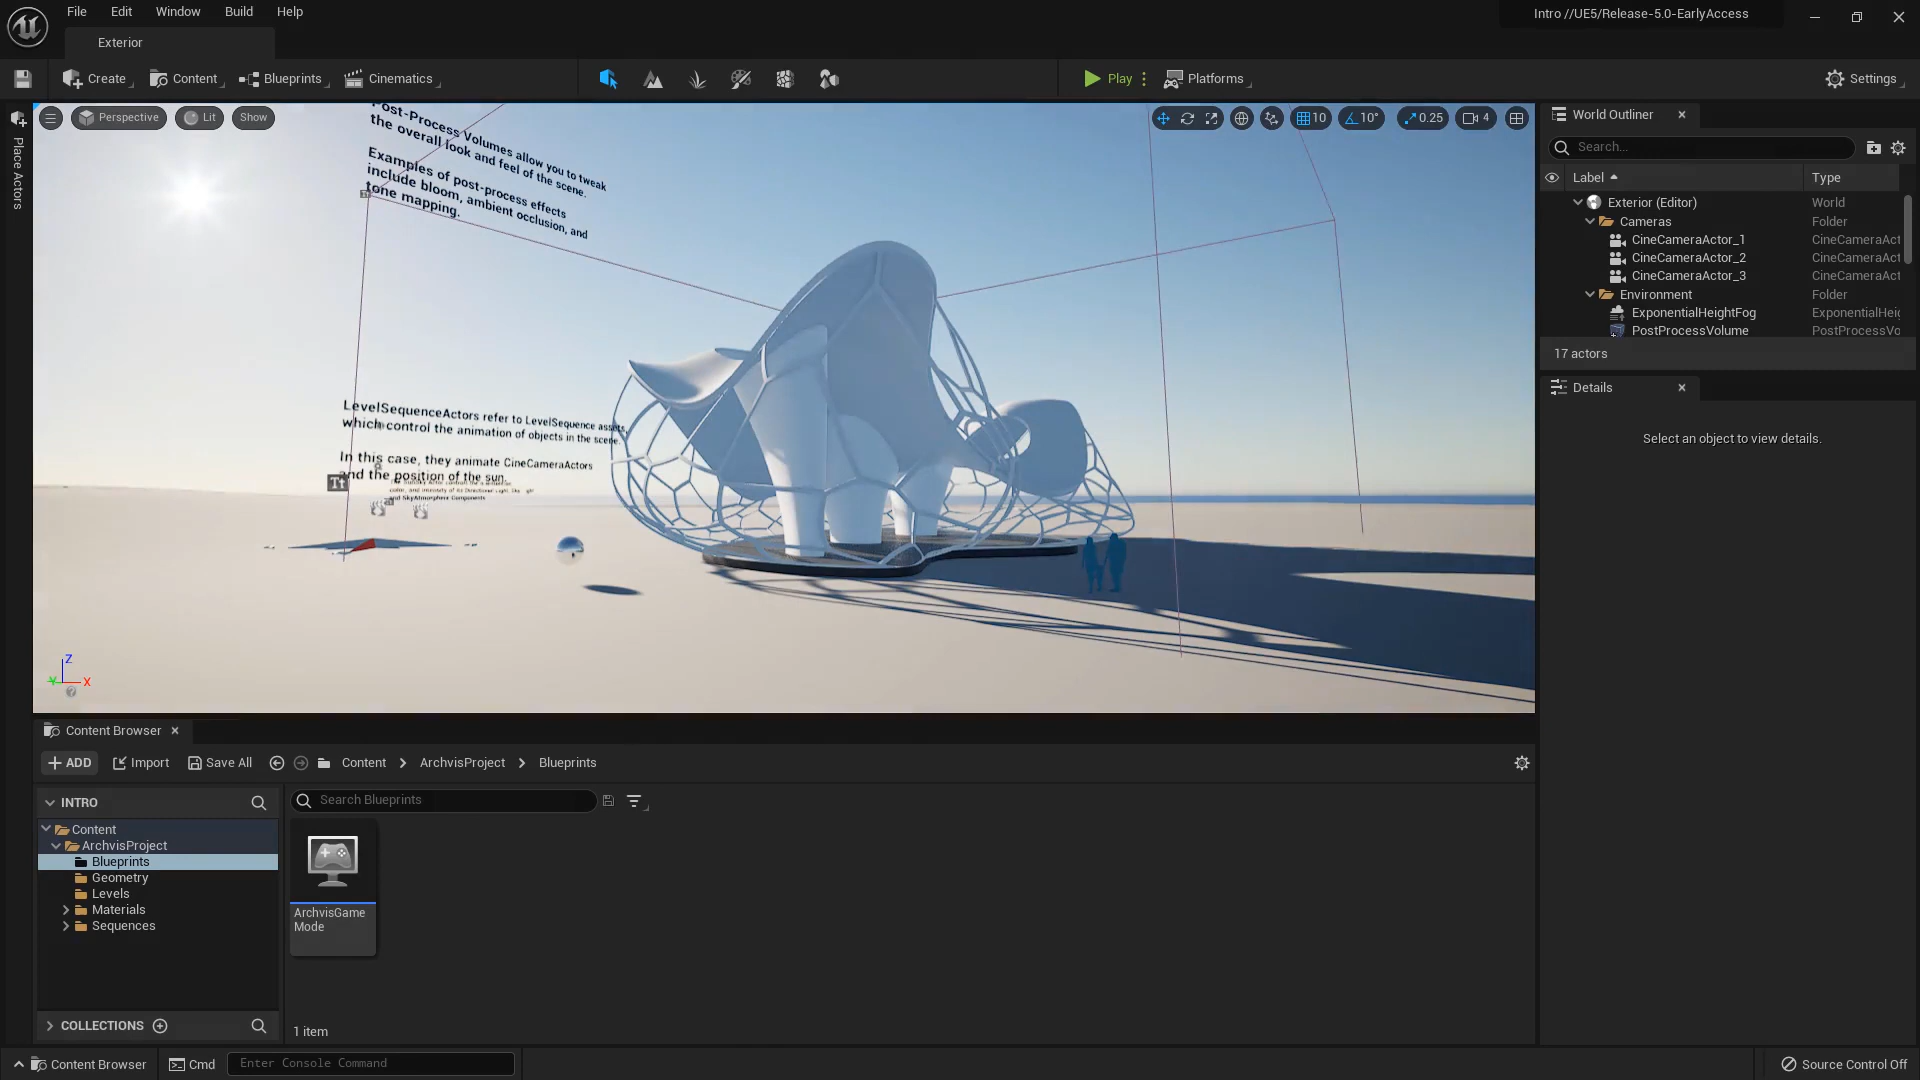 File Edit Window Build Help
Intro //UE5/Release-5.0-EarlyAccess
Exterior
Create Content Blueprints Cinematics Play Platforms Settings
Place Actors
Perspective Lit Show 10 10° 0.25 4
Post-Process Volumes allow you to tweak
the overall look and feel of the scene.
Examples of post-process effects
include bloom, ambient occlusion, and
tone mapping.
LevelSequenceActors refer to LevelSequence assets,
which control the animation of objects in the scene.
In this case, they animate CineCameraActors
and the position of the sun.
and SkyAtmosphere Components
Tt
Z
Y X
World Outliner
Search...
Label Type
Exterior (Editor) World
Cameras Folder
CineCameraActor_1 CineCameraAct
CineCameraActor_2 CineCameraAct
CineCameraActor_3 CineCameraAct
Environment Folder
ExponentialHeightFog ExponentialHeig
PostProcessVolume PostProcessVo
17 actors
Details
Select an object to view details.
Content Browser
ADD Import Save All Content ArchvisProject Blueprints
INTRO
Content
ArchvisProject
Blueprints
Geometry
Levels
Materials
Sequences
COLLECTIONS
Search Blueprints
ArchvisGame
Mode
1 item
Content Browser Cmd Enter Console Command Source Control Off